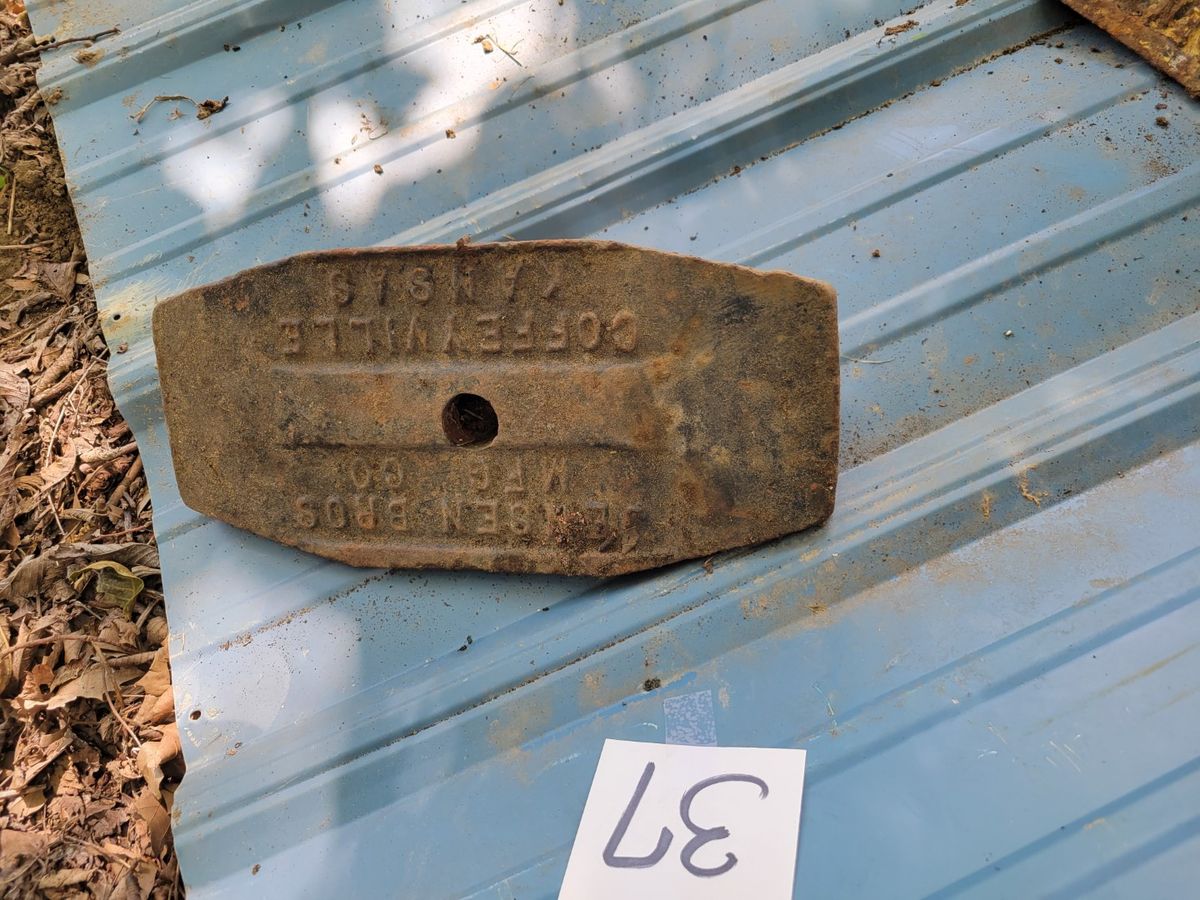 JENSEN BROS
MFG CO
COFFEYVILLE
KANSAS
37